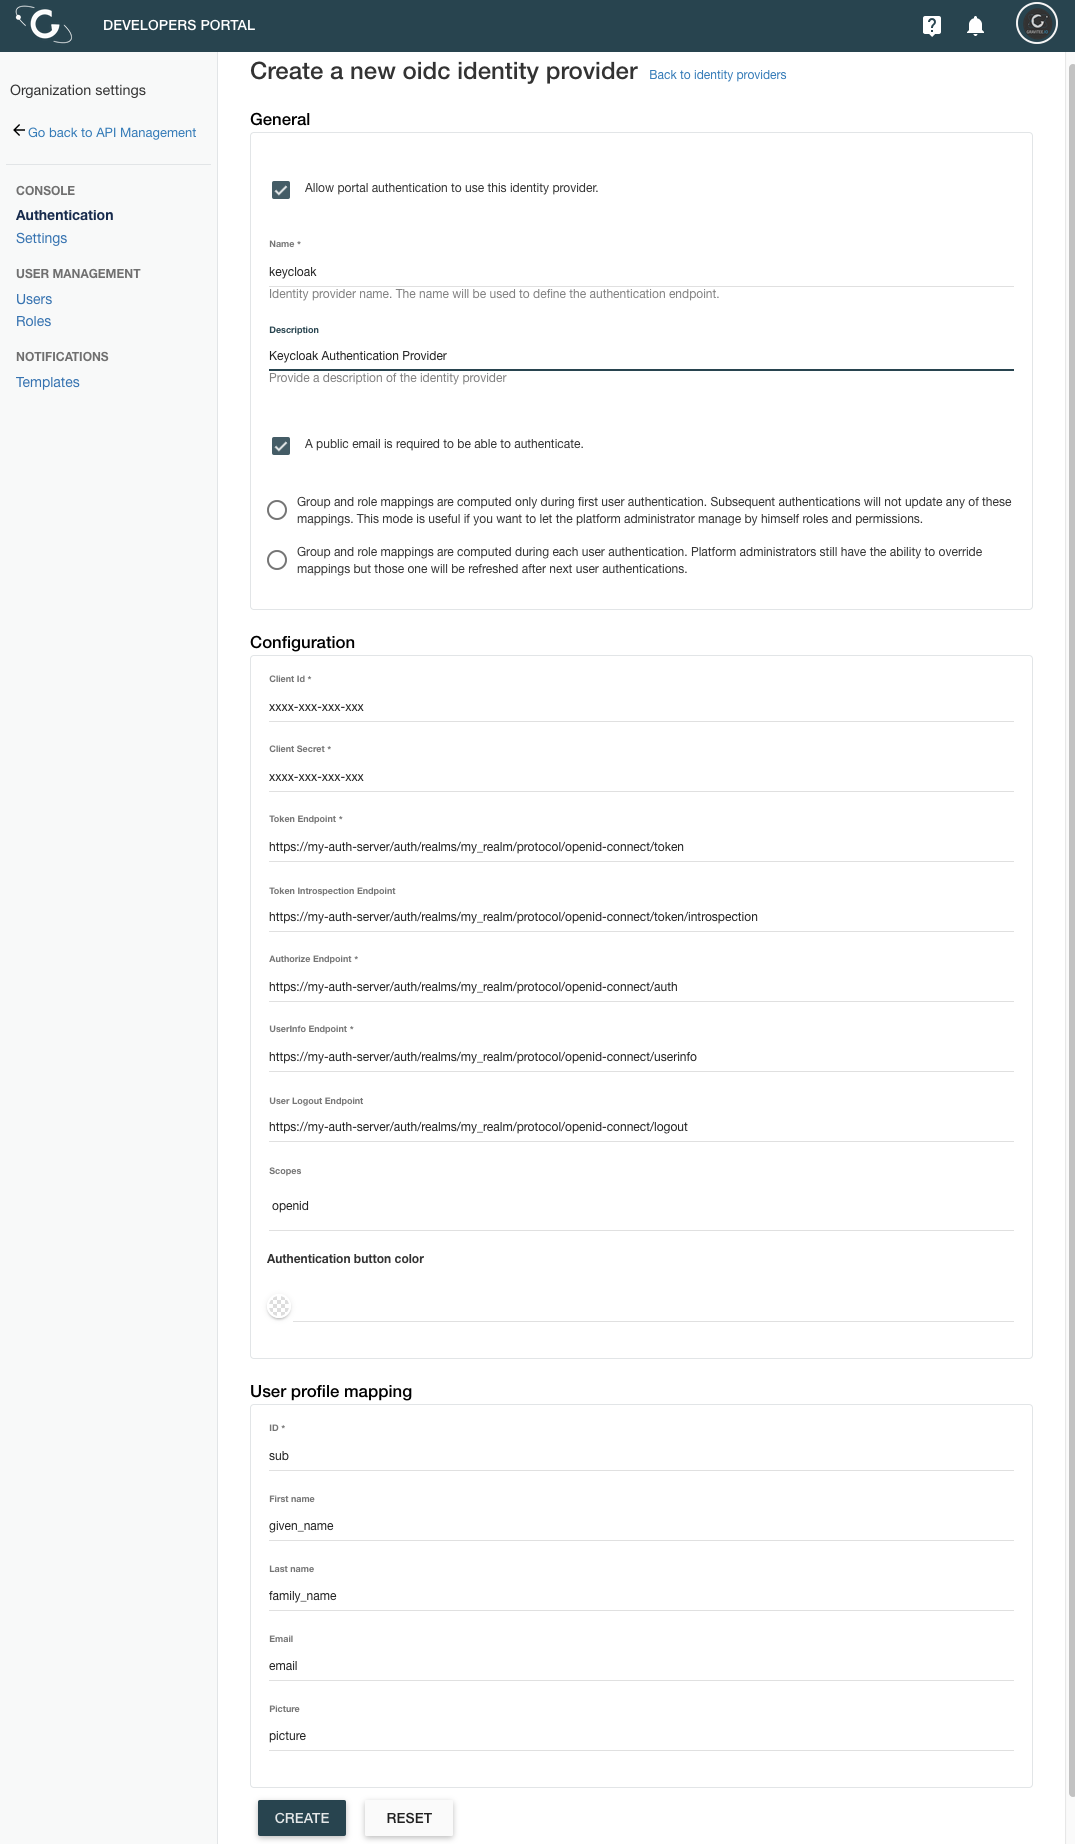 DEVELOPERS PORTAL
Organization settings
Go back to API Management
CONSOLE
Authentication
Settings
USER MANAGEMENT
Users
Roles
NOTIFICATIONS
Templates
Create a new oidc identity provider Back to identity providers
General
Allow portal authentication to use this identity provider.
Name *
keycloak
Identity provider name. The name will be used to define the authentication endpoint.
Description
Keycloak Authentication Provider
Provide a description of the identity provider
A public email is required to be able to authenticate.
Group and role mappings are computed only during first user authentication. Subsequent authentications will not update any of these
mappings. This mode is useful if you want to let the platform administrator manage by himself roles and permissions.
Group and role mappings are computed during each user authentication. Platform administrators still have the ability to override
mappings but those one will be refreshed after next user authentications.
Configuration
Client Id *
xxxx-xxx-xxx-xxx
Client Secret *
xxxx-xxx-xxx-xxx
Token Endpoint *
https://my-auth-server/auth/realms/my_realm/protocol/openid-connect/token
Token Introspection Endpoint
https://my-auth-server/auth/realms/my_realm/protocol/openid-connect/token/introspection
Authorize Endpoint *
https://my-auth-server/auth/realms/my_realm/protocol/openid-connect/auth
UserInfo Endpoint *
https://my-auth-server/auth/realms/my_realm/protocol/openid-connect/userinfo
User Logout Endpoint
https://my-auth-server/auth/realms/my_realm/protocol/openid-connect/logout
Scopes
openid
Authentication button color
User profile mapping
ID *
sub
First name
given_name
Last name
family_name
Email
email
Picture
picture
CREATE RESET